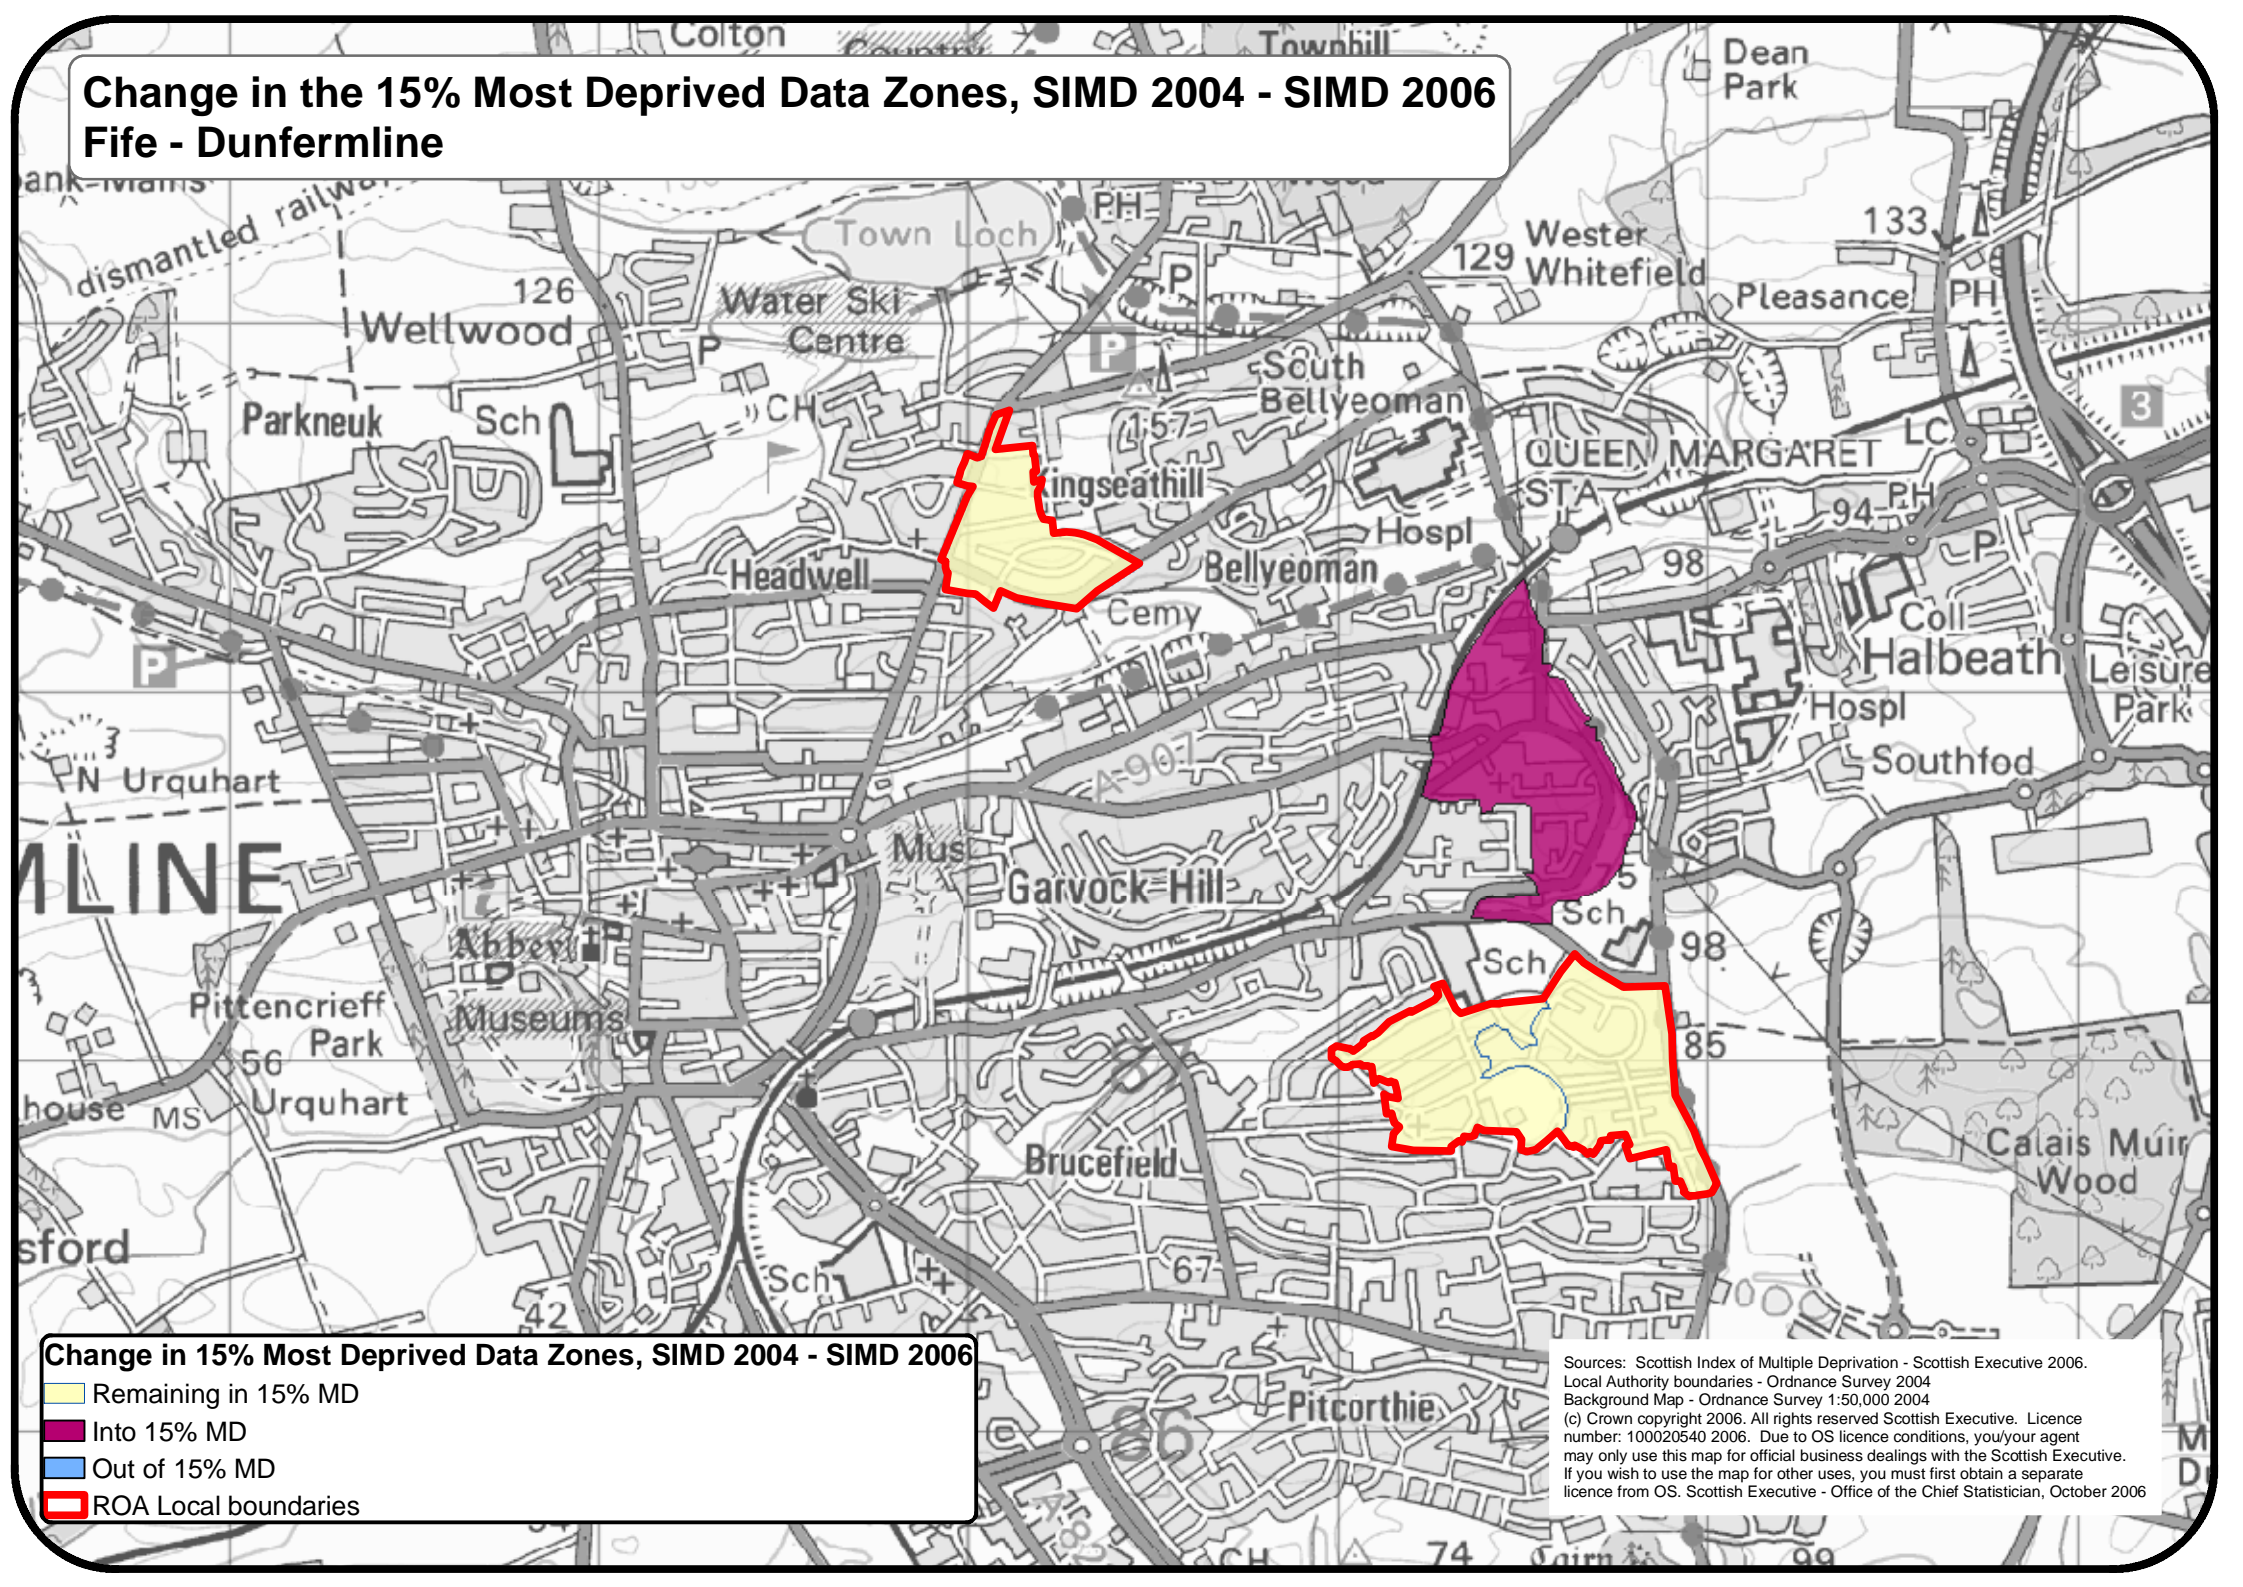 Colton
Country
Townhill
Dean
Park
Change in the 15% Most Deprived Data Zones, SIMD 2004 - SIMD 2006
Fife - Dunfermline
dismantled railway
Town Loch
PH
P
129
Wester
Whitefield
133
Pleasance
PH
126
Wellwood
P
Water Ski
Centre
P
South
Bellyeoman
3
Parkneuk
Sch
CH
157
Kingseathill
QUEEN MARGARET
STA
LC
PH
94
P
Headwell
Hospl
Bellyeoman
98
Cemy
Coll
Halbeath
Leisure
Park
Hospl
P
N Urquhart
A-907
Southfod
MLINE
Mus
Garvock Hill
75
Sch
Abbey
Sch
98
Pittencrieff
Park
Museums
56
85
house
MS
Urquhart
Brucefield
Calais Muir
Wood
sford
Sch
67
42
Change in 15% Most Deprived Data Zones, SIMD 2004 - SIMD 2006
Remaining in 15% MD
Into 15% MD
Out of 15% MD
ROA Local boundaries
Pitcorthie
86
A-82
CH
74
Cairn
99
Sources: Scottish Index of Multiple Deprivation - Scottish Executive 2006.
Local Authority boundaries - Ordnance Survey 2004
Background Map - Ordnance Survey 1:50,000 2004
(c) Crown copyright 2006. All rights reserved Scottish Executive. Licence
number: 100020540 2006. Due to OS licence conditions, you/your agent
may only use this map for official business dealings with the Scottish Executive.
If you wish to use the map for other uses, you must first obtain a separate
licence from OS. Scottish Executive - Office of the Chief Statistician, October 2006